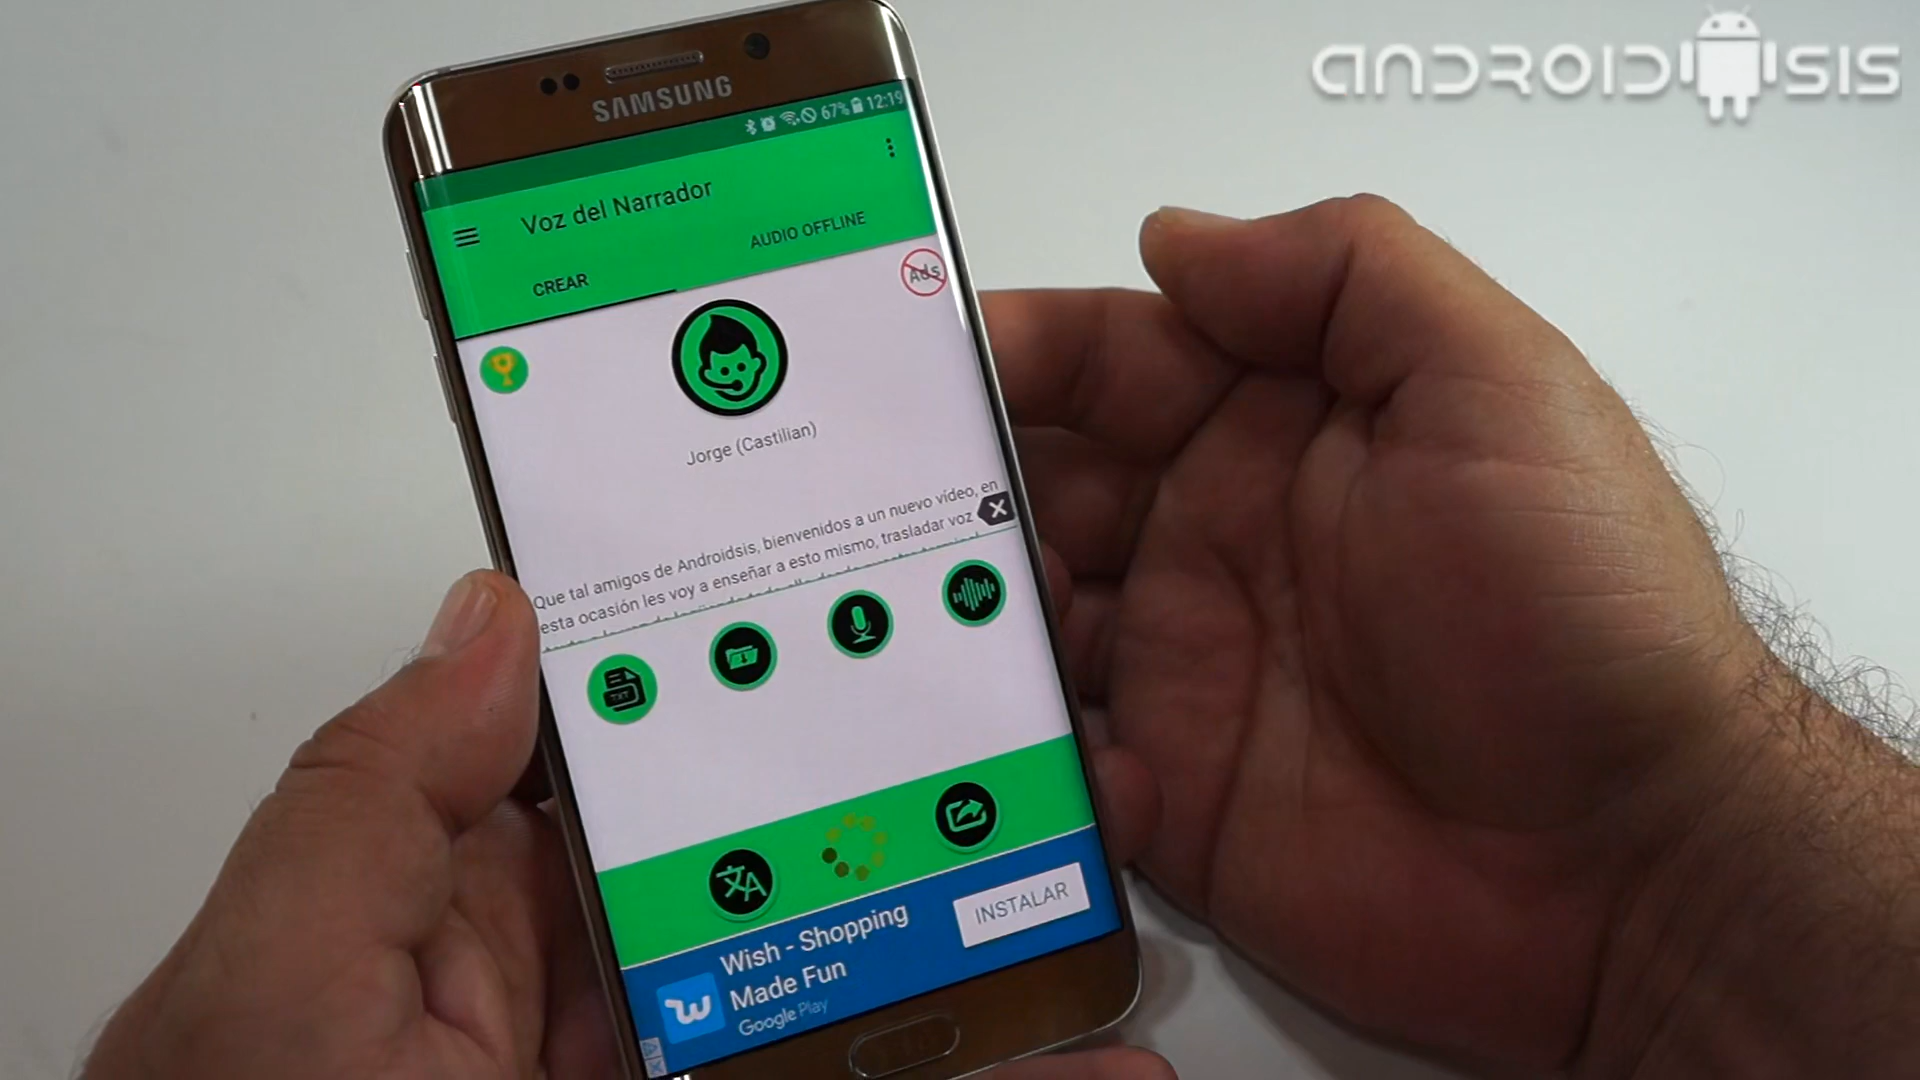 ANDROIDSIS
SAMSUNG
67% 12:19
Voz del Narrador
CREAR
AUDIO OFFLINE
Ads
Jorge (Castilian)
Que tal amigos de Androidsis, bienvenidos a un nuevo vídeo, en
esta ocasión les voy a enseñar a esto mismo, trasladar voz
TXT
Wish - Shopping
Made Fun
Google Play
INSTALAR